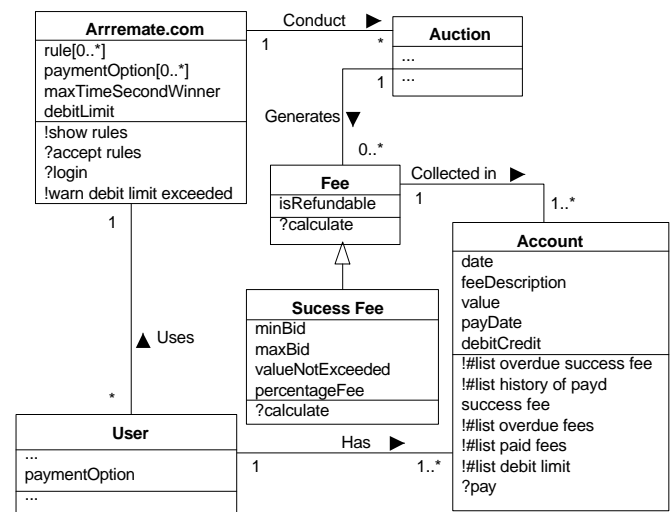 Arrremate.com
rule[0..*]
paymentOption[0..*]
maxTimeSecondWinner
debitLimit
!show rules
?accept rules
?login
!warn debit limit exceeded
Conduct
1
*
Auction
...
...
1
Generates
0..*
Fee
isRefundable
?calculate
Collected in
1
1..*
Account
date
feeDescription
value
payDate
debitCredit
!#list overdue success fee
!#list history of payd
success fee
!#list overdue fees
!#list paid fees
!#list debit limit
?pay
Sucess Fee
minBid
maxBid
valueNotExceeded
percentageFee
?calculate
1
Uses
*
User
...
paymentOption
...
Has
1
1..*